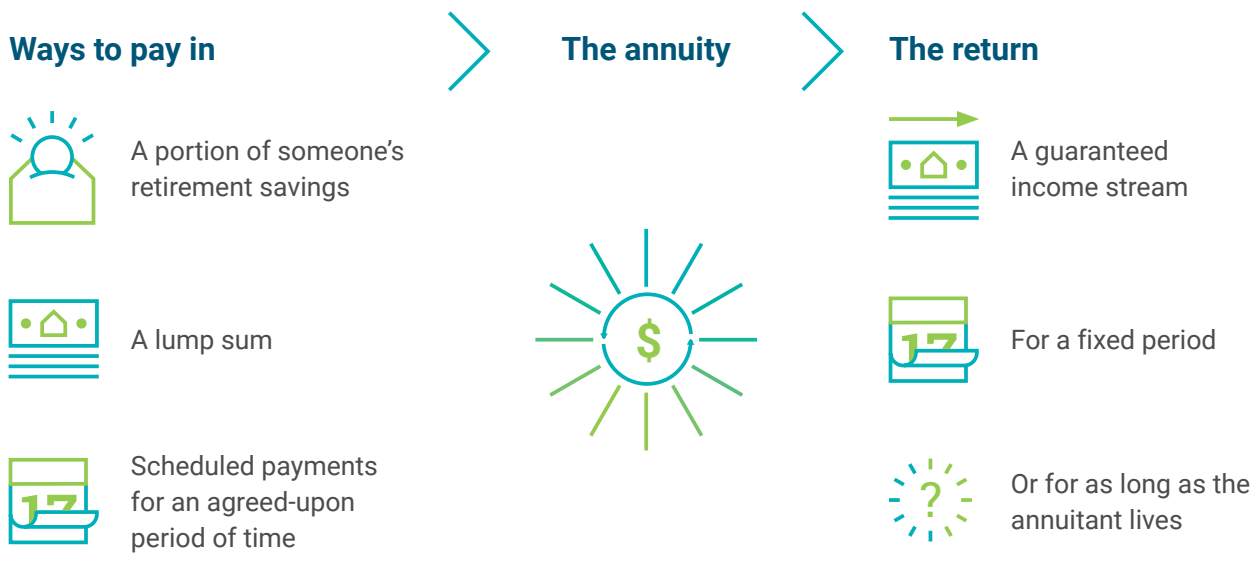 Ways to pay in
The annuity
The return
A portion of someone's
retirement savings
A lump sum
Scheduled payments
for an agreed-upon
period of time
$
A guaranteed
income stream
For a fixed period
Or for as long as the
annuitant lives
17
17
?